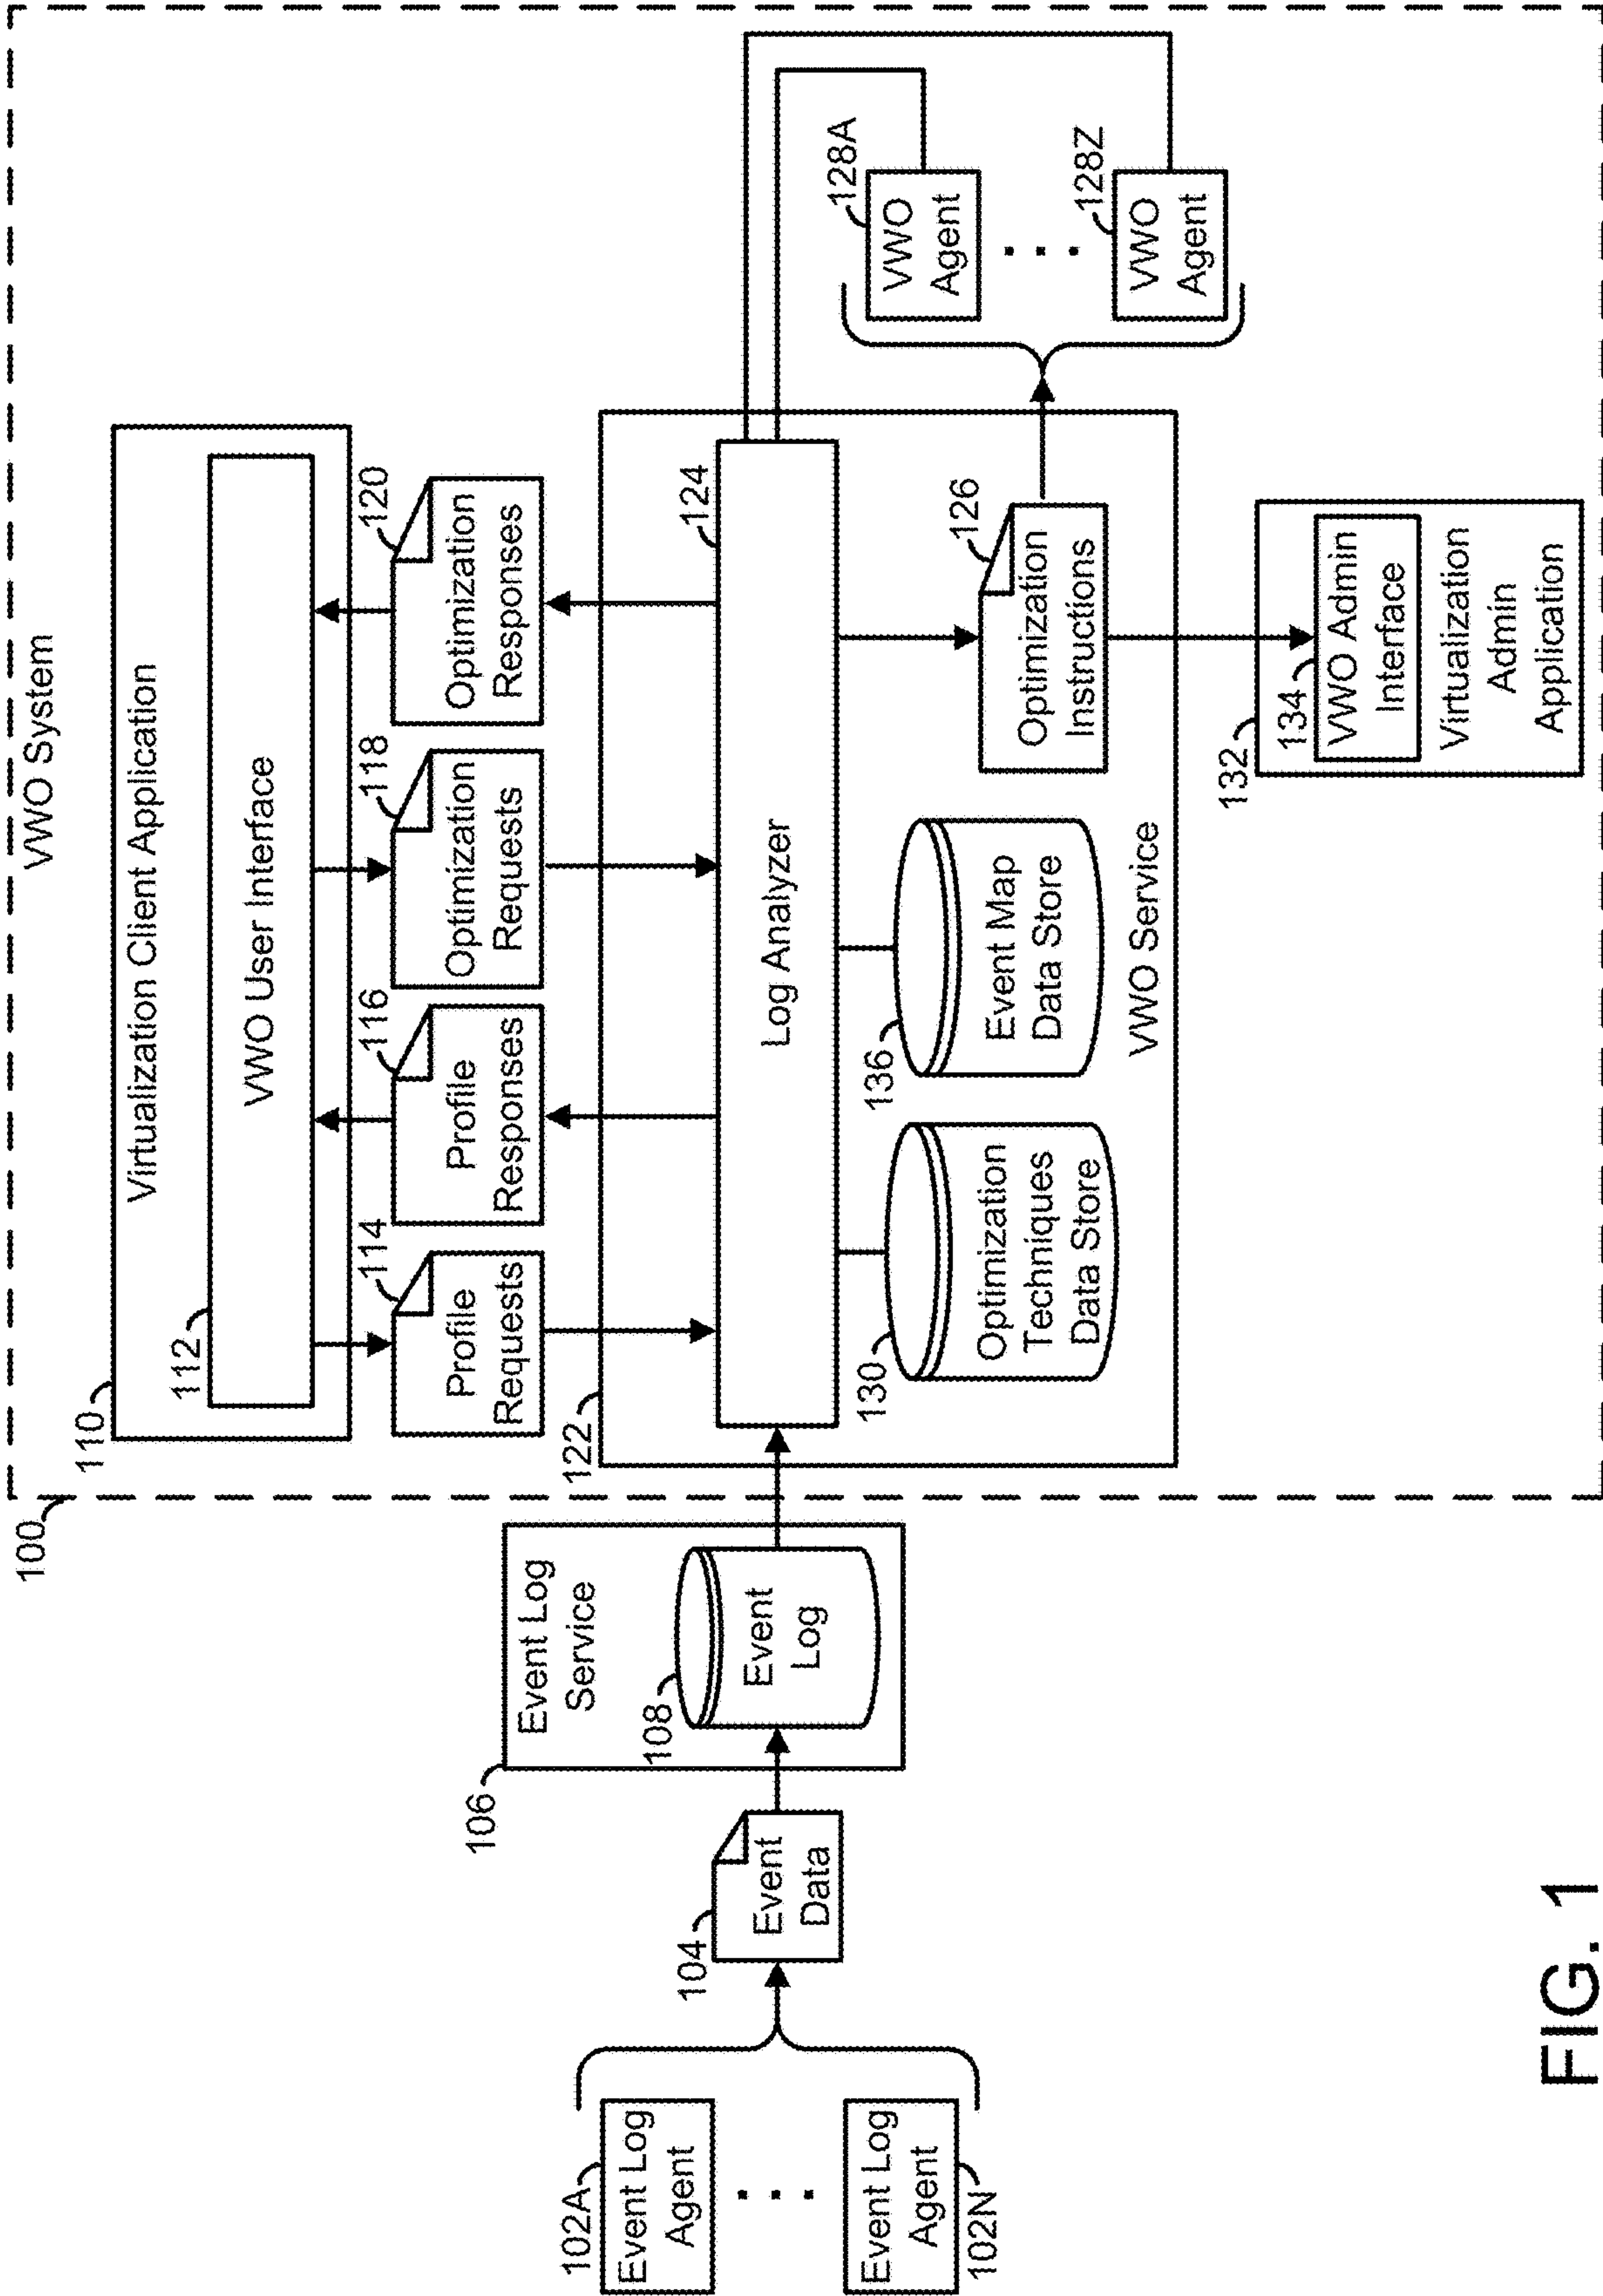 100
VWO System
110
Virtualization Client Application
112
VWO User Interface
114
Profile
Requests
116
Profile
Responses
118
Optimization
Requests
120
Optimization
Responses
122
124
Log Analyzer
130
Optimization
Techniques
Data Store
136
Event Map
Data Store
126
Optimization
Instructions
VWO Service
128A
VWO
Agent
128Z
VWO
Agent
132
134
VWO Admin
Interface
Virtualization
Admin
Application
106
Event Log
Service
108
Event
Log
104
Event
Data
102A
Event Log
Agent
Event Log
Agent
102N
FIG. 1